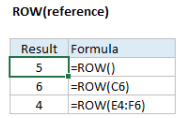 ROW(reference)
Result Formula
5 =ROW()
6 =ROW(C6)
4 =ROW(E4:F6)